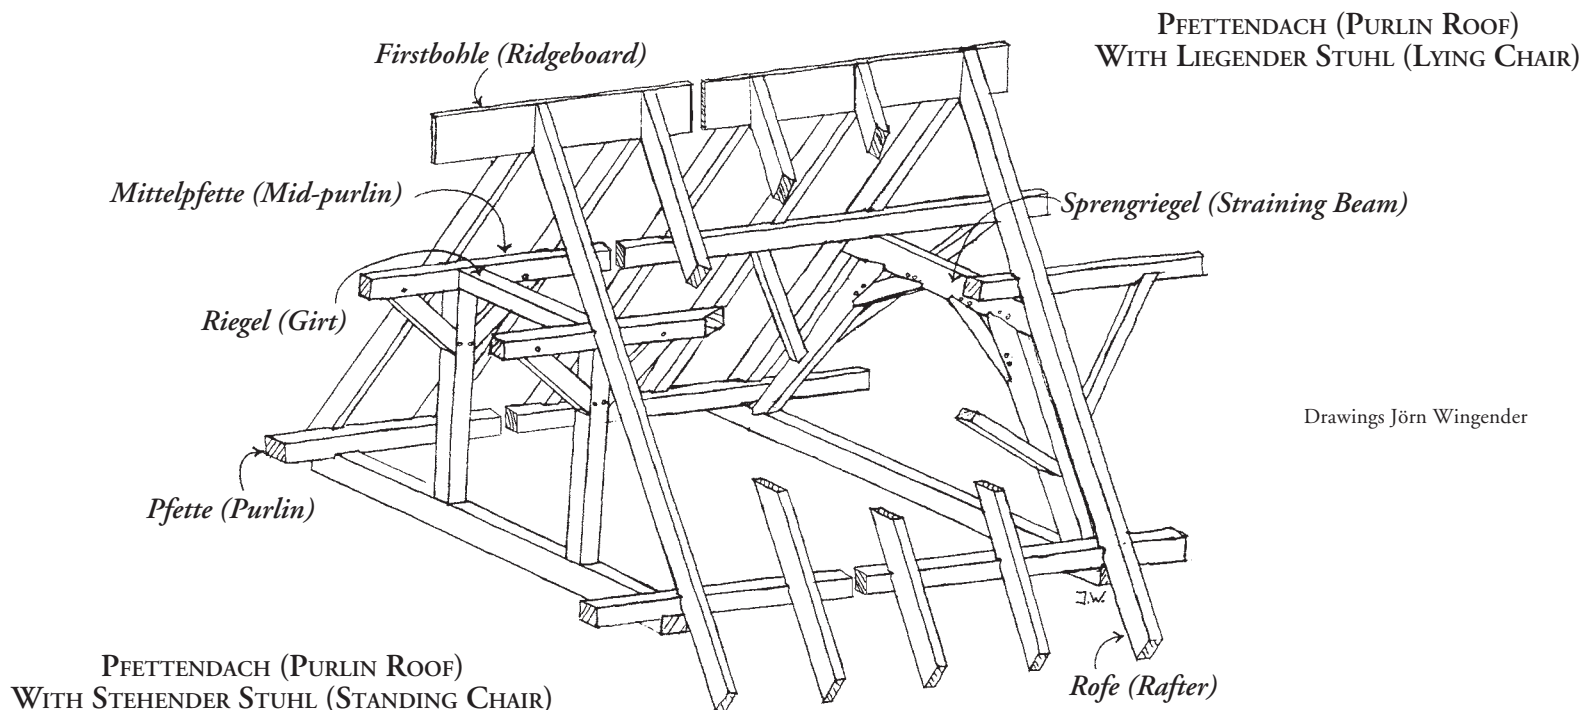 PFETTENDACH (PURLIN ROOF)
WITH LIEGENDER STUHL (LYING CHAIR)
Firstbohle (Ridgeboard)
Mittelpfette (Mid-purlin)
Sprengriegel (Straining Beam)
Riegel (Girt)
Drawings Jörn Wingender
Pfette (Purlin)
J.W.
PFETTENDACH (PURLIN ROOF)
WITH STEHENDER STUHL (STANDING CHAIR)
Rofe (Rafter)